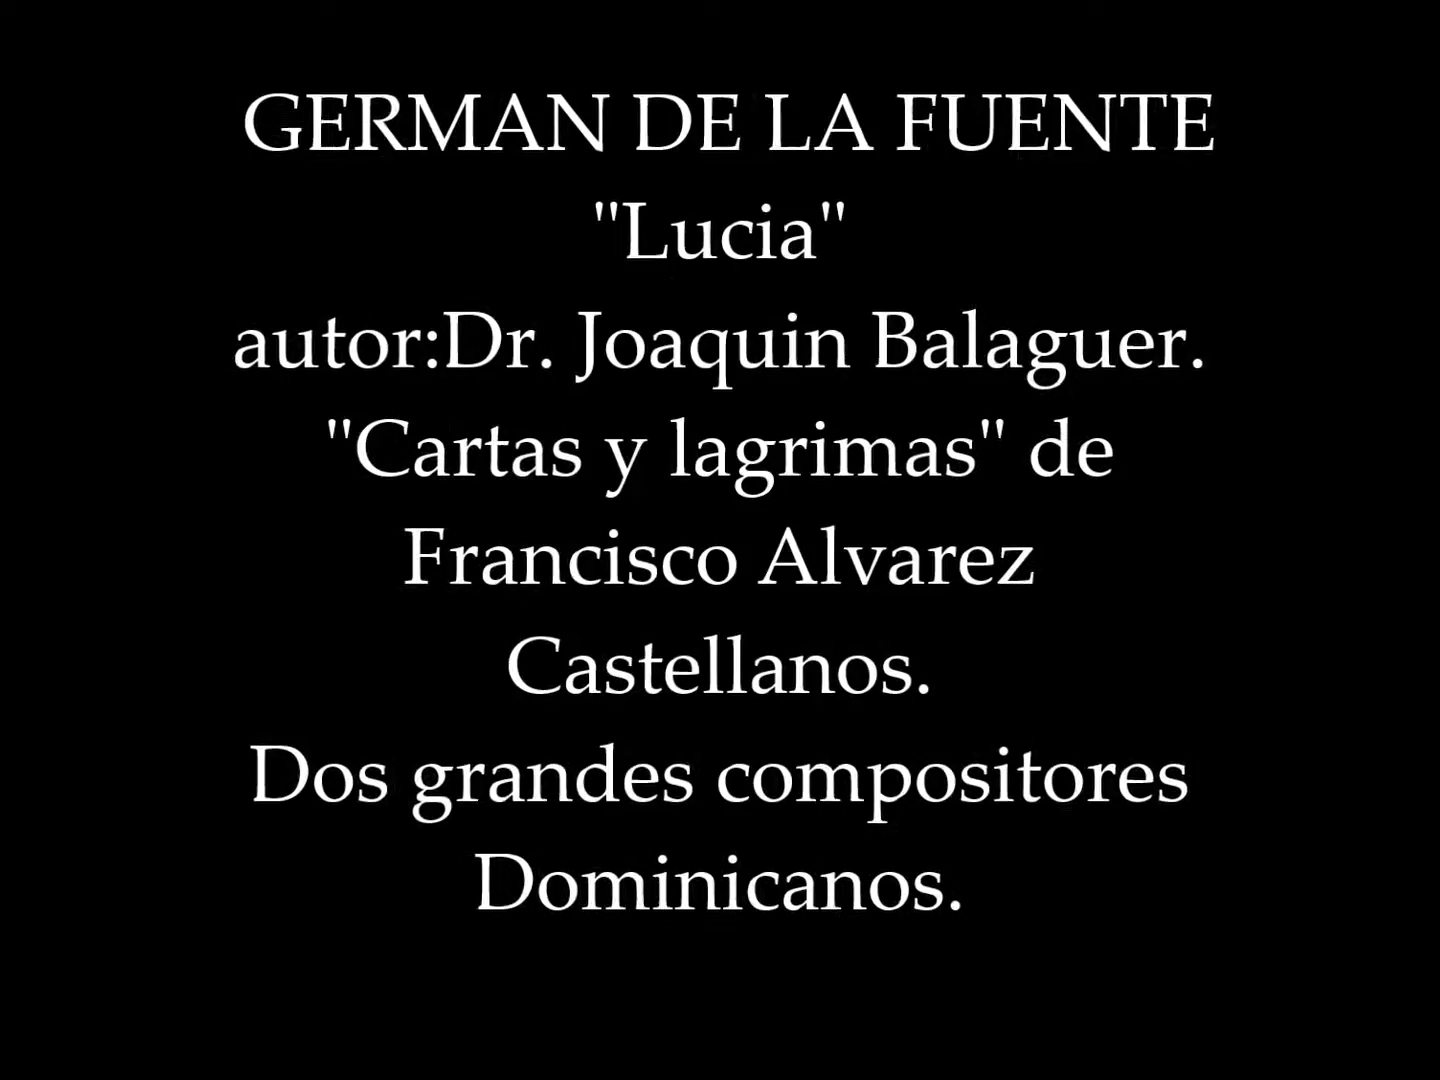 GERMAN DE LA FUENTE
"Lucia"
autor:Dr. Joaquin Balaguer.
"Cartas y lagrimas" de
Francisco Alvarez
Castellanos.
Dos grandes compositores
Dominicanos.